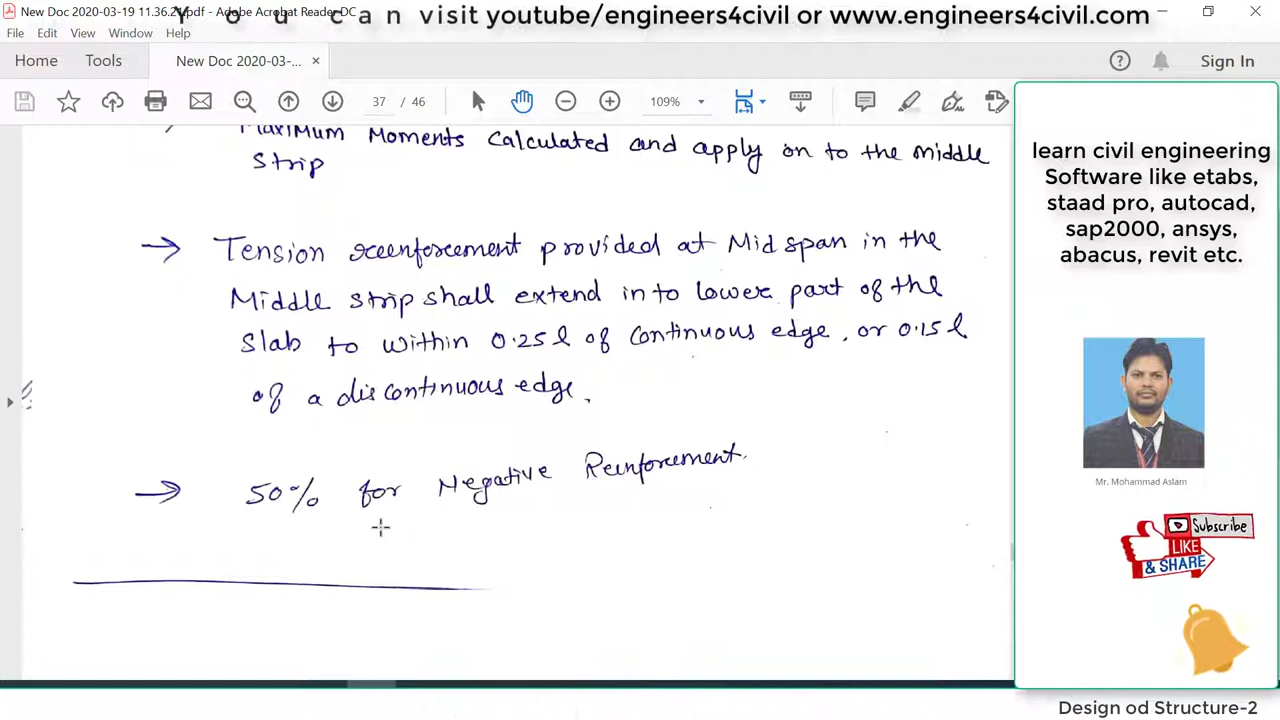 You can visit youtube/engineers4civil or www.engineers4civil.com
New Doc 2020-03-19 11.36.2 .pdf - Adobe Acrobat Reader DC
File Edit View Window Help
Home Tools New Doc 2020-03-... × Sign In
37 / 46 109%
Maximum Moments Calculated and apply on to the middle
Strip
→ Tension reenforcement provided at Mid span in the
Middle strip shall extend in to lower part of the
Slab to within 0.25 l of Continuous edge, or 0.15 l
of a discontinuous edge.
→ 50% for Negative Reinforcement.
learn civil engineering
Software like etabs,
staad pro, autocad,
sap2000, ansys,
abacus, revit etc.
Mr. Mohammad Aslam
Subscribe
LIKE
& SHARE
Design od Structure-2